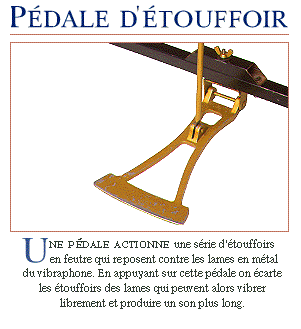 PÉDALE D'ÉTOUFFOIR
UNE PÉDALE ACTIONNE une série d'étouffoirs
en feutre qui reposent contre les lames en métal
du vibraphone. En appuyant sur cette pédale on écarte
les étouffoirs des lames qui peuvent alors vibrer
librement et produire un son plus long.